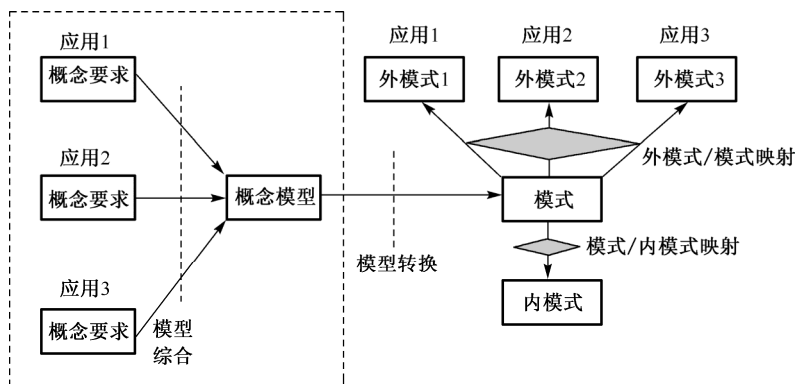 应用1
概念要求
应用2
概念要求
应用3
概念要求
模型
综合
概念模型
模型转换
应用1
应用2
应用3
外模式1
外模式2
外模式3
外模式/模式映射
模式
模式/内模式映射
内模式